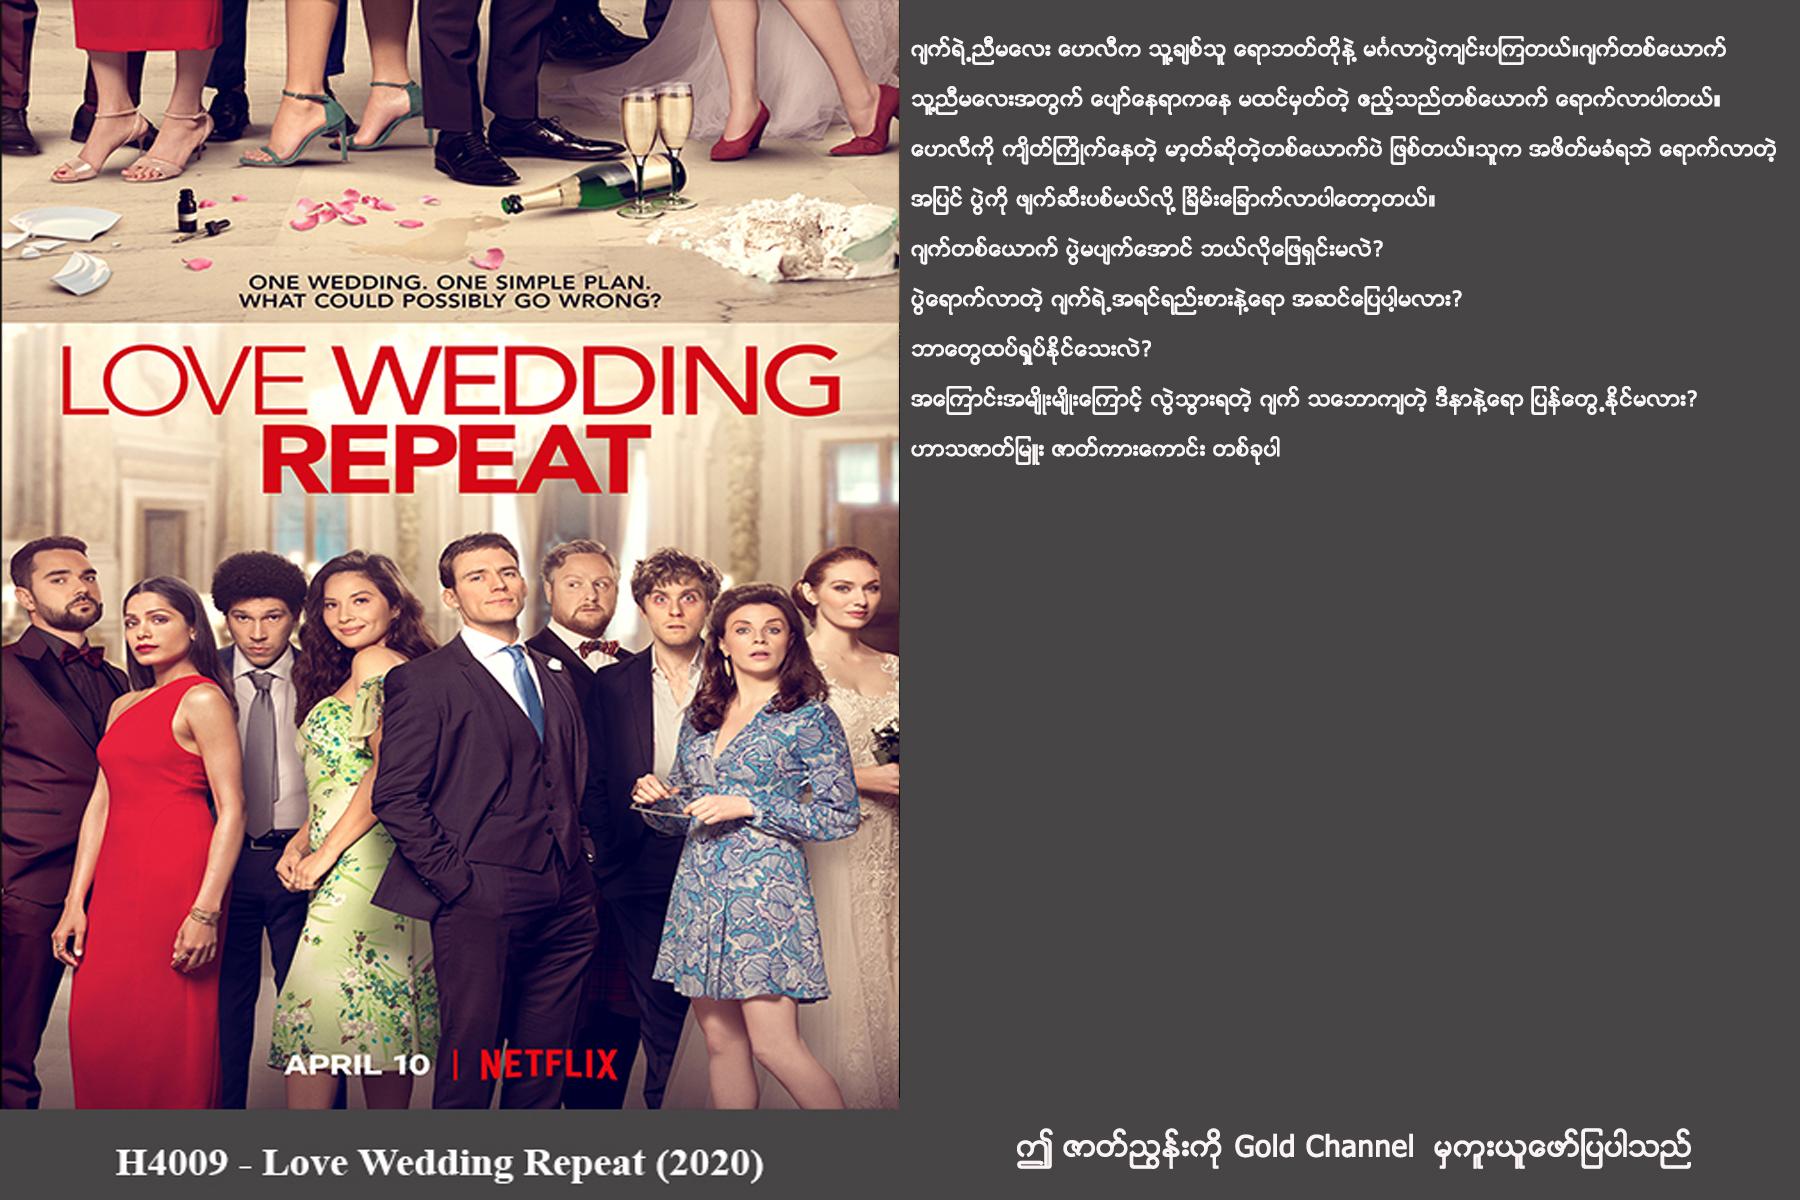 ONE WEDDING. ONE SIMPLE PLAN.
WHAT COULD POSSIBLY GO WRONG?
LOVE WEDDING
REPEAT
APRIL 10 | NETFLIX
H4009 - Love Wedding Repeat (2020)
ဂျက်ရဲ့ညီမလေး ဟေလီက သူ့ချစ်သူ ရောဘတ်တိုနဲ့ မင်္ဂလာပွဲကျင်းပကြတယ်။ဂျက်တစ်ယောက်
သူ့ညီမလေးအတွက် ပျော်နေရာကနေ မထင်မှတ်တဲ့ ဧည့်သည်တစ်ယောက် ရောက်လာပါတယ်။
ဟေလီကို ကျိတ်ကြိုက်နေတဲ့ မာ့တ်ဆိုတဲ့တစ်ယောက်ပဲ ဖြစ်တယ်။သူက အဖိတ်မခံရဘဲ ရောက်လာတဲ့
အပြင် ပွဲကို ဖျက်ဆီးပစ်မယ်လို့ ခြိမ်းခြောက်လာပါတော့တယ်။
ဂျက်တစ်ယောက် ပွဲမပျက်အောင် ဘယ်လိုဖြေရှင်းမလဲ?
ပွဲရောက်လာတဲ့ ဂျက်ရဲ့အရင်ရည်းစားနဲ့ရော အဆင်ပြေပါ့မလား?
ဘာတွေထပ်ရှုပ်နိုင်သေးလဲ?
အကြောင်းအမျိုးမျိုးကြောင့် လွဲသွားရတဲ့ ဂျက် သဘောကျတဲ့ ဒီနာနဲ့ရော ပြန်တွေ့နိုင်မလား?
ဟာသဇာတ်မြူး ဇာတ်ကားကောင်း တစ်ခုပါ
ဤ ဇာတ်ညွှန်းကို Gold Channel မှကူးယူဖော်ပြပါသည်